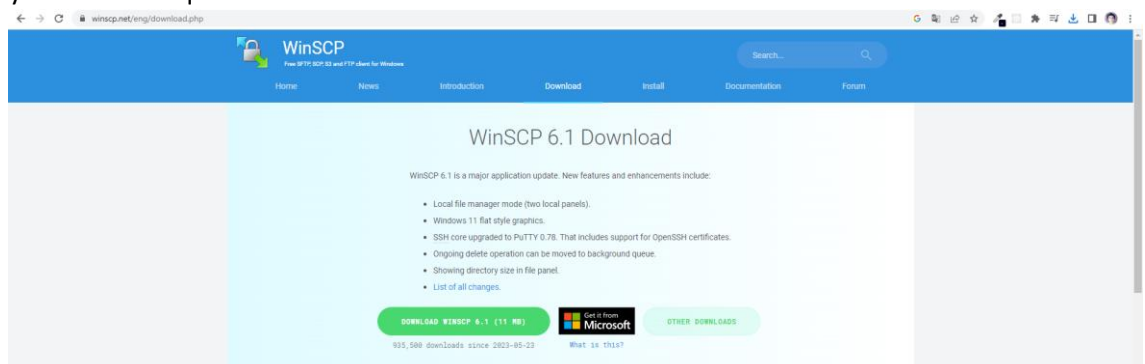 winscp.net/eng/download.php
WinSCP
Free SFTP, SCP, S3 and FTP client for Windows
Search...
Home News Introduction Download Install Documentation Forum
WinSCP 6.1 Download
WinSCP 6.1 is a major application update. New features and enhancements include:
• Local file manager mode (two local panels).
• Windows 11 flat style graphics.
• SSH core upgraded to PuTTY 0.78. That includes support for OpenSSH certificates.
• Ongoing delete operation can be moved to background queue.
• Showing directory size in file panel.
• List of all changes.
DOWNLOAD WINSCP 6.1 (11 MB)
Get it from
Microsoft
OTHER DOWNLOADS
935,500 downloads since 2023-05-23
What is this?